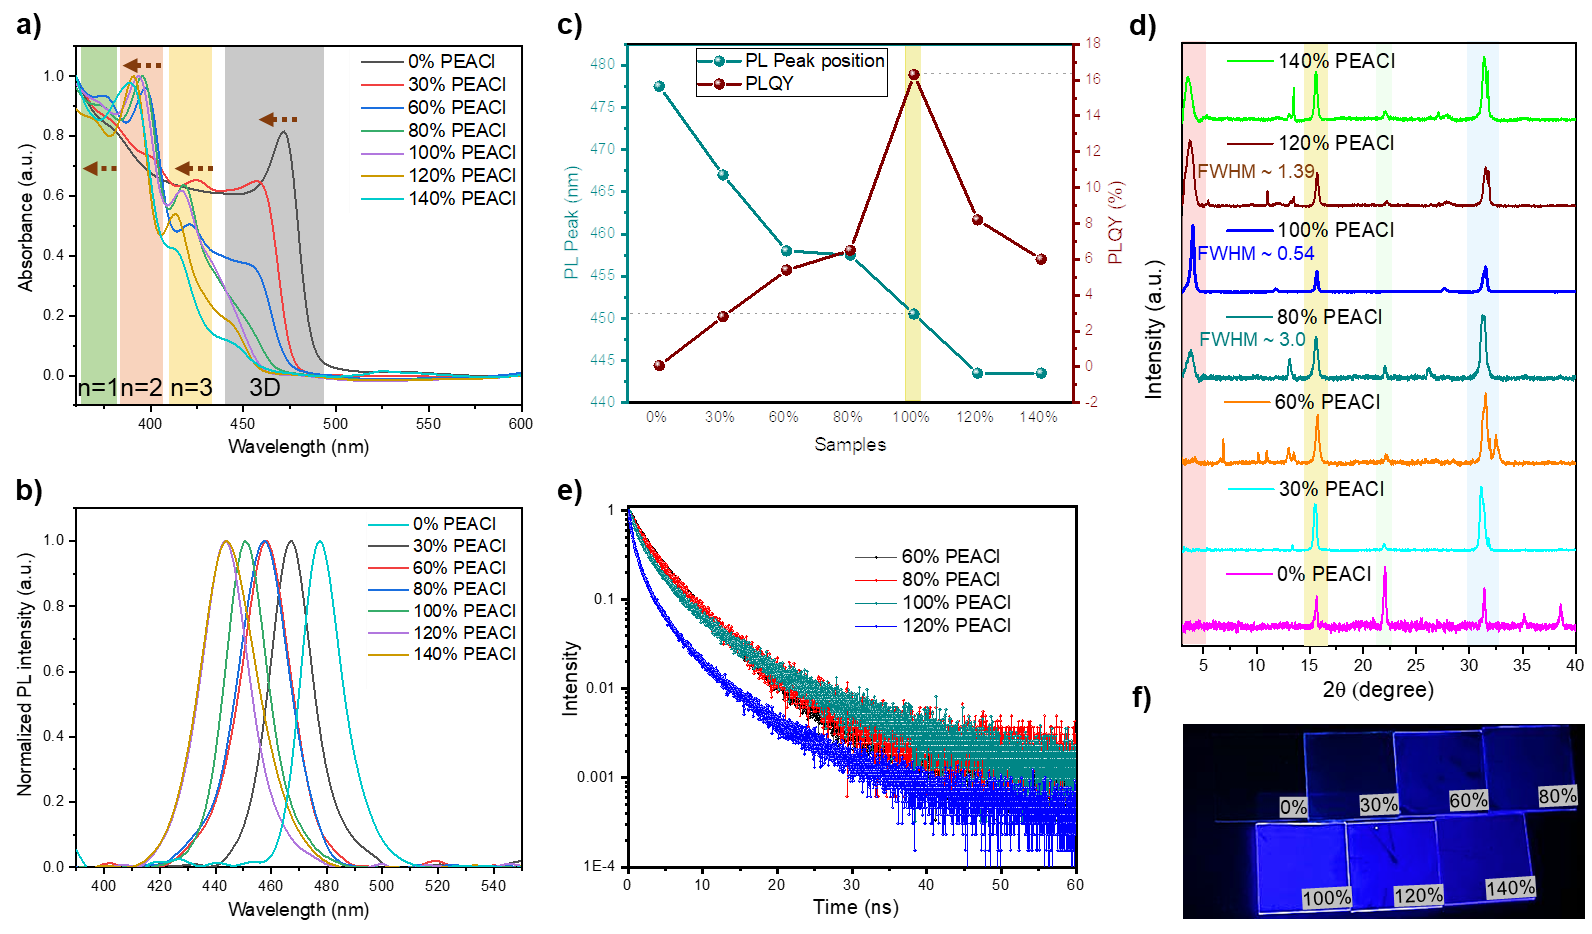 a)
Absorbance (a.u.)
1.0
0.8
0.6
0.4
0.2
0.0
0% PEACl
30% PEACl
60% PEACl
80% PEACl
100% PEACl
120% PEACl
140% PEACl
n=1
n=2
n=3
3D
400
450
500
550
600
Wavelength (nm)
b)
Normalized PL intensity (a.u.)
1.0
0.8
0.6
0.4
0.2
0.0
0% PEACl
30% PEACl
60% PEACl
80% PEACl
100% PEACl
120% PEACl
140% PEACl
400
420
440
460
480
500
520
540
Wavelength (nm)
c)
PL Peak (nm)
480
475
470
465
460
455
450
445
440
PL Peak position
PLQY
18
16
14
12
10
8
6
4
2
0
-2
PLQY (%)
0%
30%
60%
80%
100%
120%
140%
Samples
e)
Intensity
1
0.1
0.01
0.001
1E-4
60% PEACl
80% PEACl
100% PEACl
120% PEACl
0
10
20
30
40
50
60
Time (ns)
d)
Intensity (a.u.)
140% PEACl
120% PEACl
FWHM ~ 1.39
100% PEACl
FWHM ~ 0.54
80% PEACl
FWHM ~ 3.0
60% PEACl
30% PEACl
0% PEACl
5
10
15
20
25
30
35
40
2θ (degree)
f)
0%
30%
60%
80%
100%
120%
140%